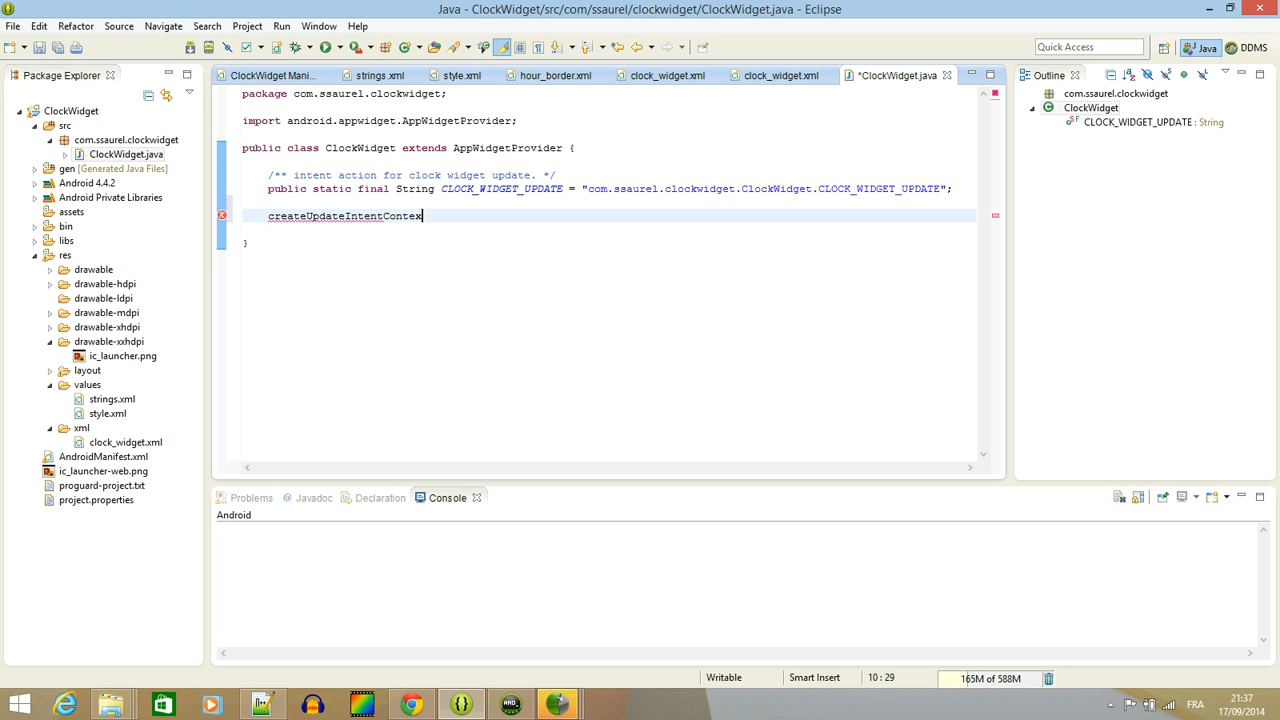 Java - ClockWidget/src/com/ssaurel/clockwidget/ClockWidget.java - Eclipse
File Edit Refactor Source Navigate Search Project Run Window Help
Quick Access
Java
DDMS
Package Explorer
ClockWidget Mani...
strings.xml
style.xml
hour_border.xml
clock_widget.xml
clock_widget.xml
*ClockWidget.java
Outline
ClockWidget
src
com.ssaurel.clockwidget
ClockWidget.java
gen [Generated Java Files]
Android 4.4.2
Android Private Libraries
assets
bin
libs
res
drawable
drawable-hdpi
drawable-ldpi
drawable-mdpi
drawable-xhdpi
drawable-xxhdpi
ic_launcher.png
layout
values
strings.xml
style.xml
xml
clock_widget.xml
AndroidManifest.xml
ic_launcher-web.png
proguard-project.txt
project.properties
package com.ssaurel.clockwidget;
import android.appwidget.AppWidgetProvider;
public class ClockWidget extends AppWidgetProvider {
/** intent action for clock widget update. */
public static final String CLOCK_WIDGET_UPDATE = "com.ssaurel.clockwidget.ClockWidget.CLOCK_WIDGET_UPDATE";
createUpdateIntentContex
}
com.ssaurel.clockwidget
ClockWidget
CLOCK_WIDGET_UPDATE : String
Problems
Javadoc
Declaration
Console
Android
Writable
Smart Insert
10 : 29
165M of 588M
FRA
21:37
17/09/2014